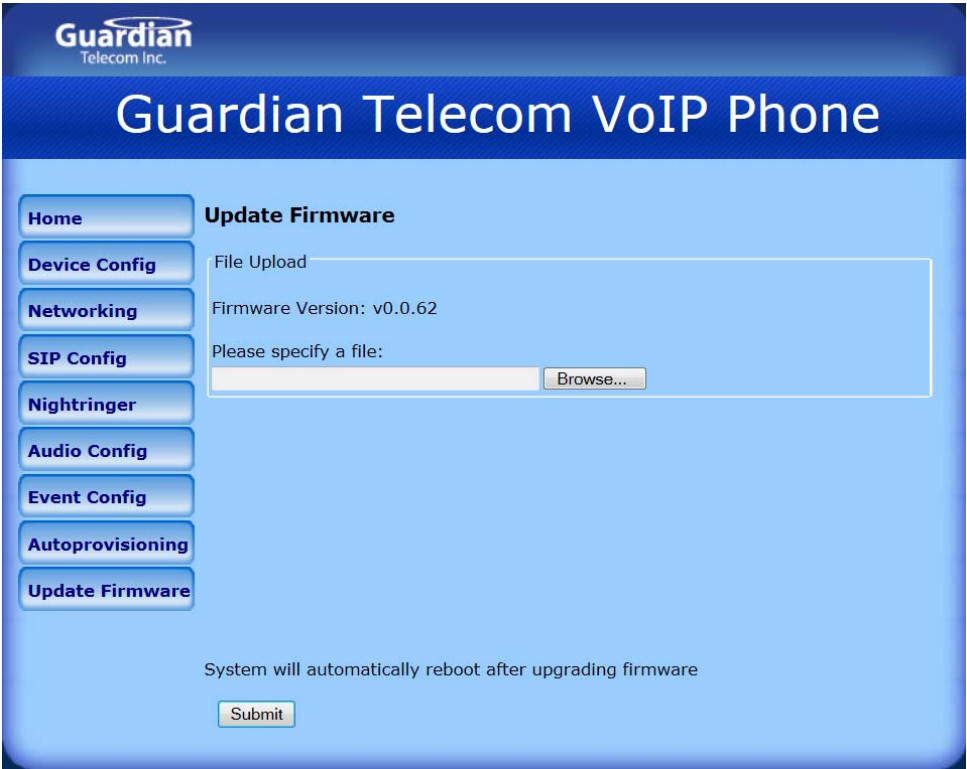 Guardian
Telecom Inc.
Guardian Telecom VoIP Phone
Home
Device Config
Networking
SIP Config
Nightringer
Audio Config
Event Config
Autoprovisioning
Update Firmware
Update Firmware
File Upload
Firmware Version: v0.0.62
Please specify a file:
Browse...
System will automatically reboot after upgrading firmware
Submit